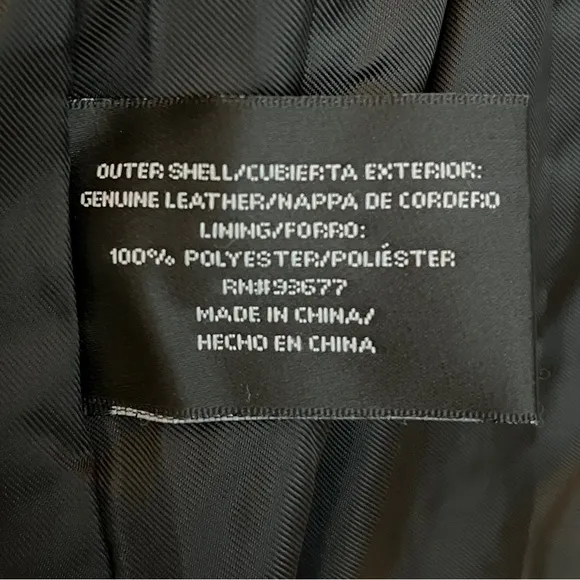 OUTER SHELL/CUBIERTA EXTERIOR:
GENUINE LEATHER/NAPPA DE CORDERO
LINING/FORRO:
100% POLYESTER/POLIÉSTER
RN#93677
MADE IN CHINA/
HECHO EN CHINA